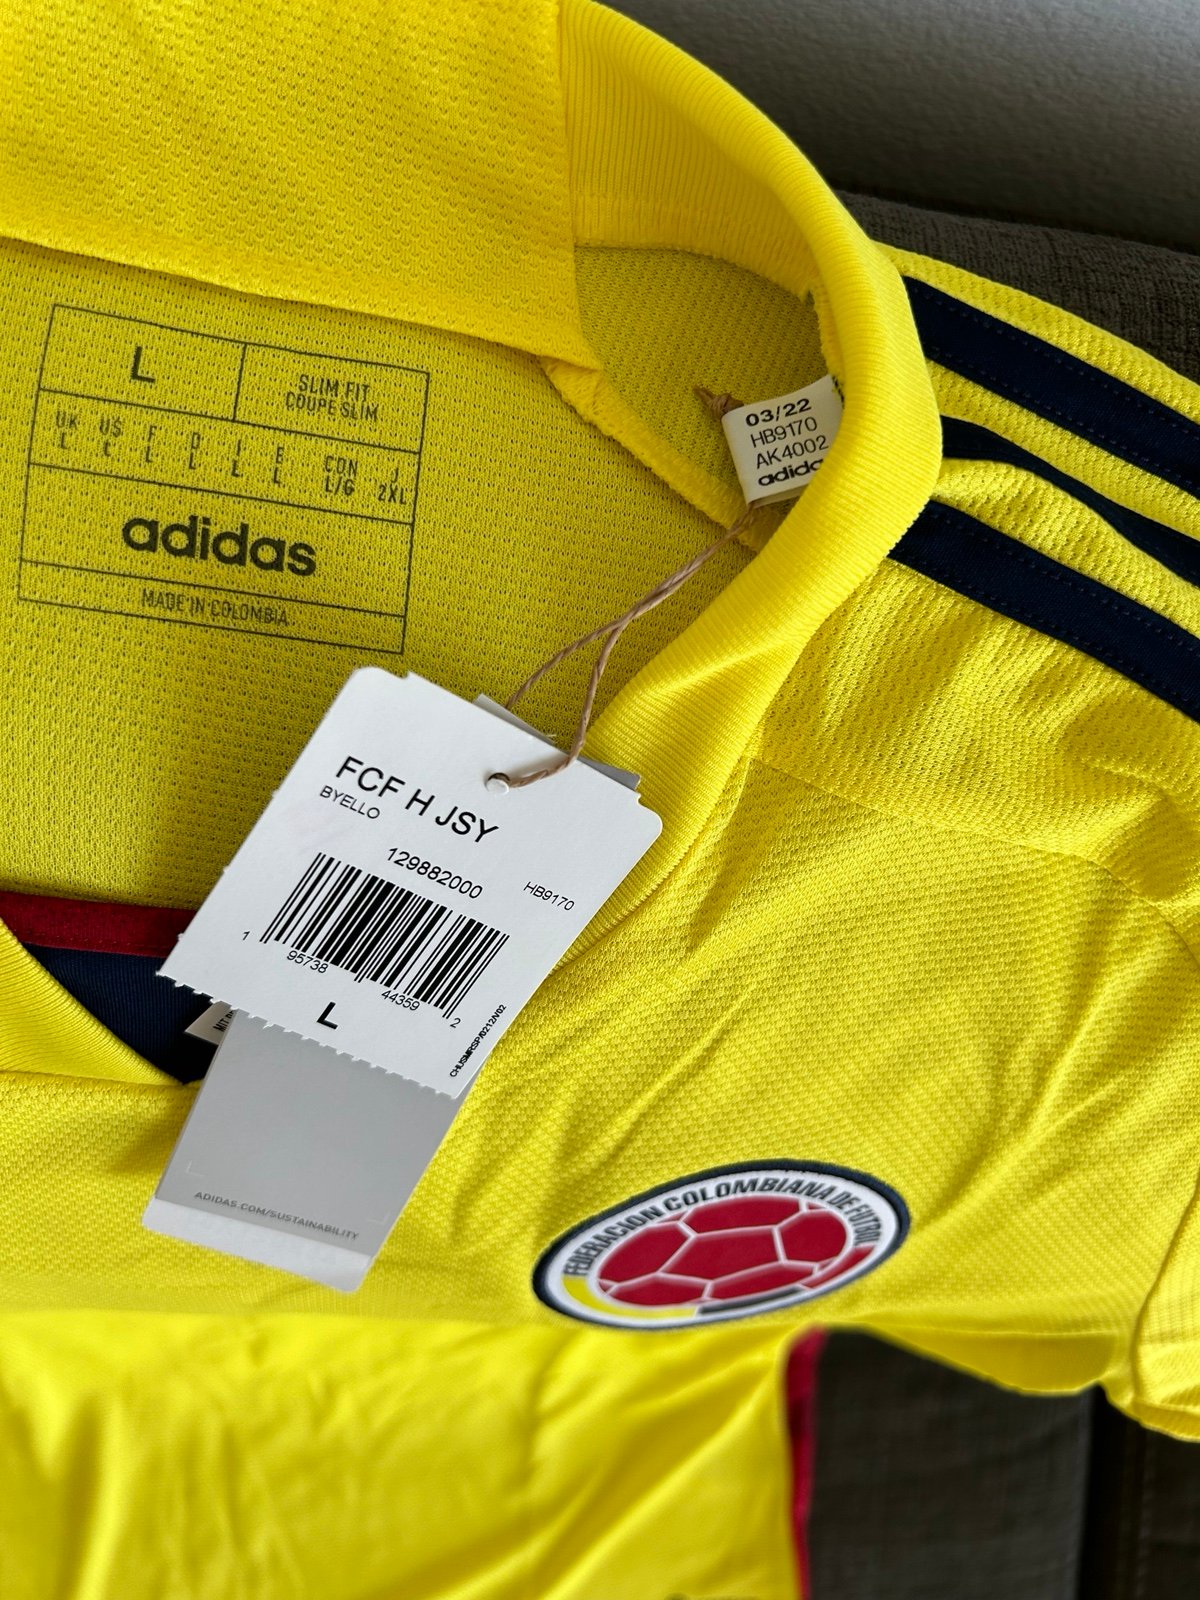 L
SLIM FIT
COUPE SLIM
UK US F D I E CDN J
L L L L L L L/G 2XL
adidas
MADE IN COLOMBIA
03/22
HB9170
AK4002
adidas
FCF H JSY
BYELLO
129882000
HB9170
1 95738 44359 2
L
ADIDAS.COM/SUSTAINABILITY
FEDERACION COLOMBIANA DE FUTBOL